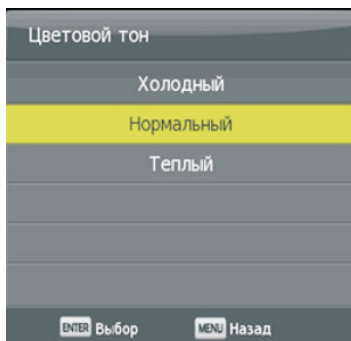 Цветовой тон
Холодный
Нормальный
Теплый
ENTER Выбор MENU Назад